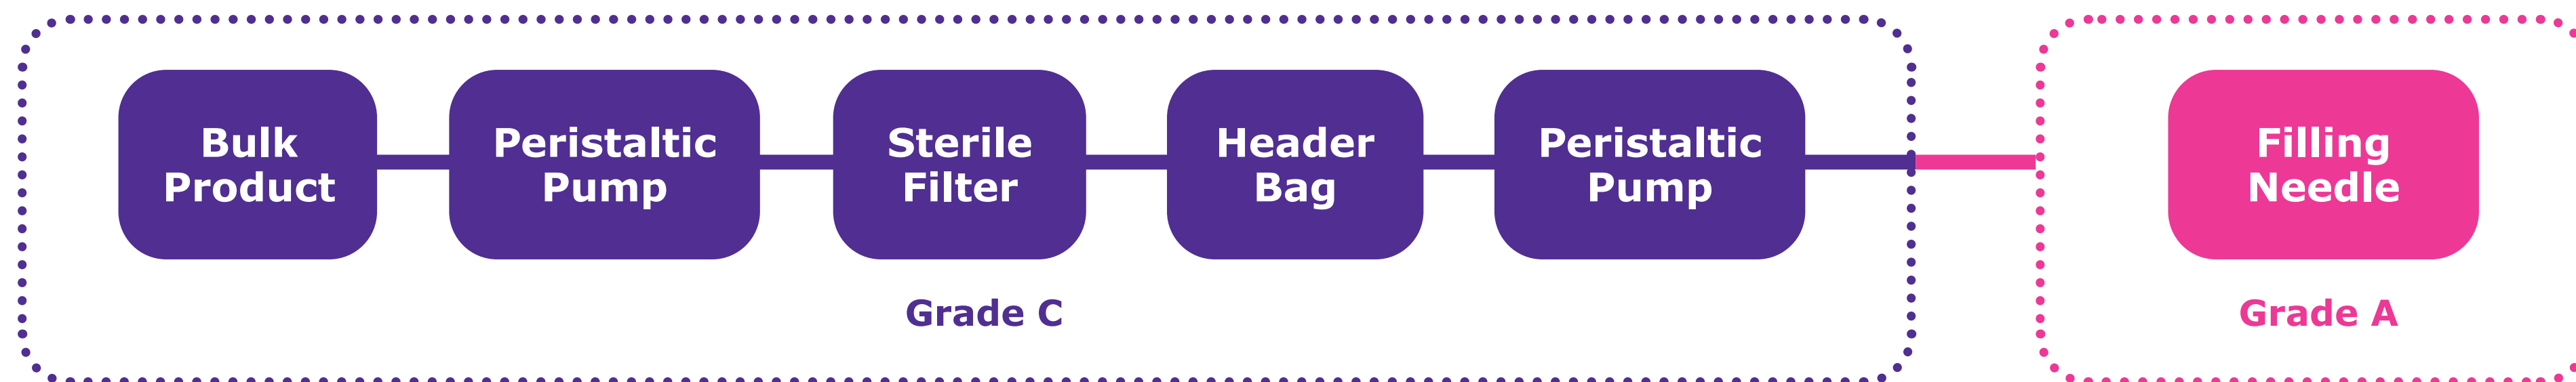 Bulk
Product
Peristaltic
Pump
Sterile
Filter
Header
Bag
Peristaltic
Pump
Filling
Needle
Grade C
Grade A